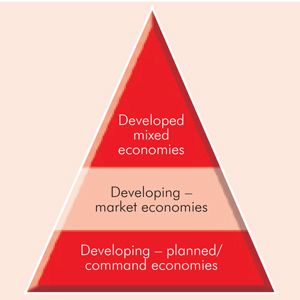 Developed
mixed
economies
Developing –
market economies
Developing – planned/
command economies